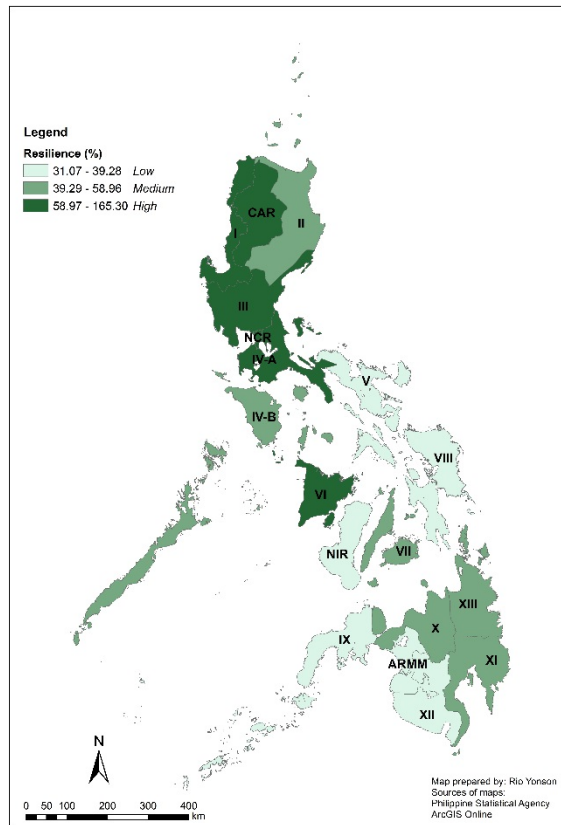 Legend
Resilience (%)
31.07 - 39.28 Low
39.29 - 58.96 Medium
58.97 - 165.30 High
CAR
II
I
III
NCR
IV-A
V
IV-B
VIII
VI
NIR
VII
XIII
X
IX
ARMM
XI
XII
N
0 50 100 200 300 400
km
Map prepared by: Rio Yonson
Sources of maps:
Philippine Statistical Agency
ArcGIS Online